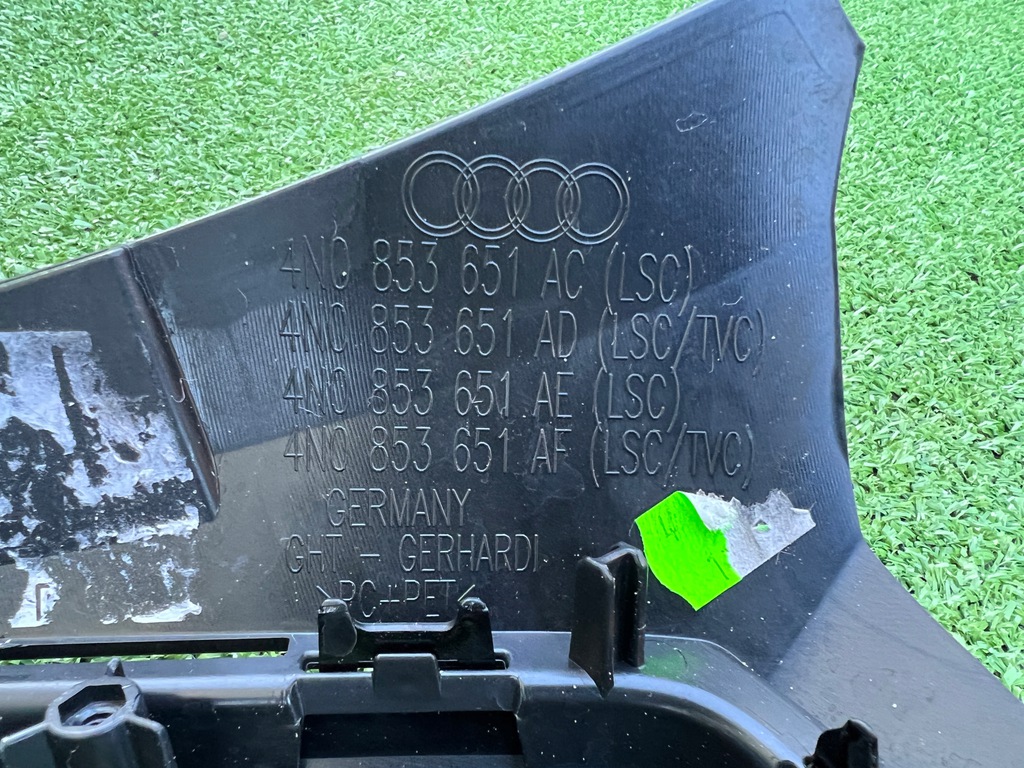 4N0 853 651 AC (LSC)
4N0 853 651 AD (LSC/TVC)
4N0 853 651 AE (LSC)
4N0 853 651 AF (LSC/TVC)
GERMANY
GHT - GERHARDI
>PC+PET<